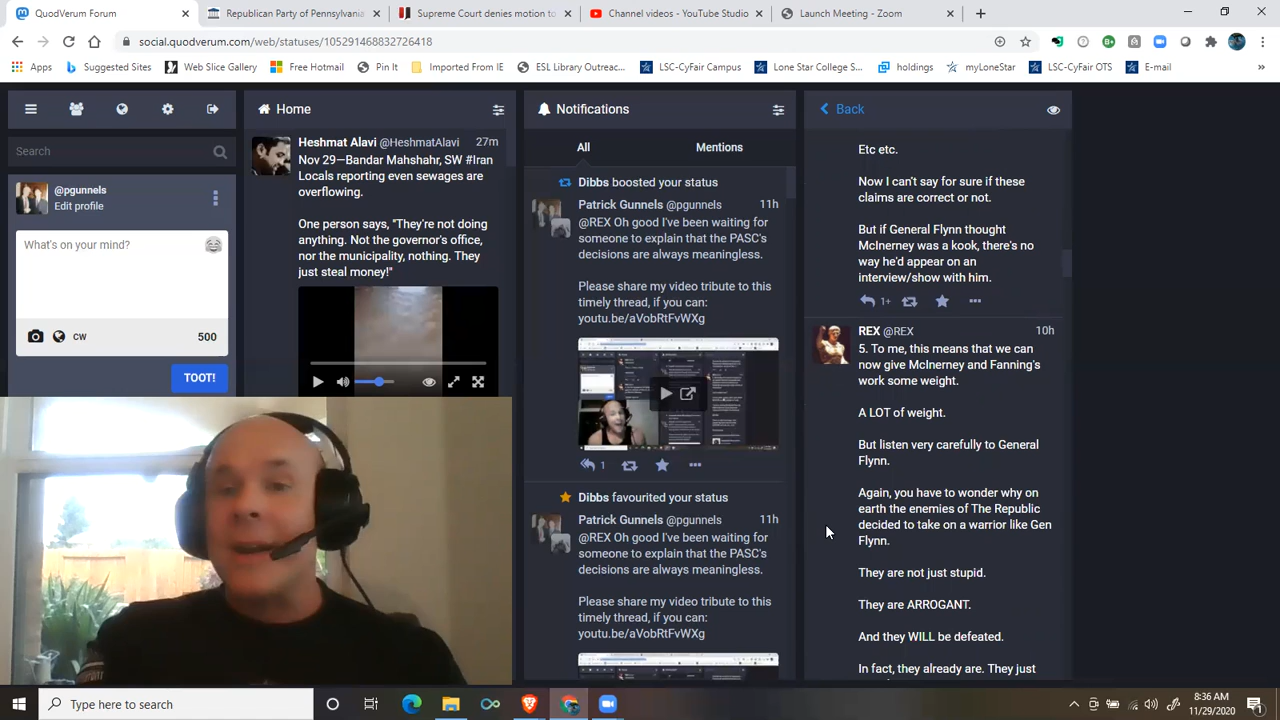 QuodVerum Forum
Republican Party of Pennsylvania
Supreme Court denies motion to
Channel videos - YouTube Studio
Launch Meeting - Zoom
social.quodverum.com/web/statuses/105291468832726418
Apps
Suggested Sites
Web Slice Gallery
Free Hotmail
Pin It
Imported From IE
ESL Library Outreac...
LSC-CyFair Campus
Lone Star College S...
holdings
myLoneStar
LSC-CyFair OTS
E-mail
Search
@pgunnels
Edit profile
What's on your mind?
CW
500
TOOT!
Home
Heshmat Alavi @HeshmatAlavi 27m
Nov 29—Bandar Mahshahr, SW #Iran
Locals reporting even sewages are
overflowing.
One person says, "They're not doing
anything. Not the governor's office,
nor the municipality, nothing. They
just steal money!"
Notifications
All
Mentions
Dibbs boosted your status
Patrick Gunnels @pgunnels 11h
@REX Oh good I've been waiting for
someone to explain that the PASC's
decisions are always meaningless.
Please share my video tribute to this
timely thread, if you can:
youtu.be/aVobRtFvWXg
1
Dibbs favourited your status
Patrick Gunnels @pgunnels 11h
@REX Oh good I've been waiting for
someone to explain that the PASC's
decisions are always meaningless.
Please share my video tribute to this
timely thread, if you can:
youtu.be/aVobRtFvWXg
Back
Etc etc.
Now I can't say for sure if these
claims are correct or not.
But if General Flynn thought
McInerney was a kook, there's no
way he'd appear on an
interview/show with him.
1+
REX @REX 10h
5. To me, this means that we can
now give McInerney and Fanning's
work some weight.
A LOT of weight.
But listen very carefully to General
Flynn.
Again, you have to wonder why on
earth the enemies of The Republic
decided to take on a warrior like Gen
Flynn.
They are not just stupid.
They are ARROGANT.
And they WILL be defeated.
In fact, they already are. They just
Type here to search
8:36 AM
11/29/2020